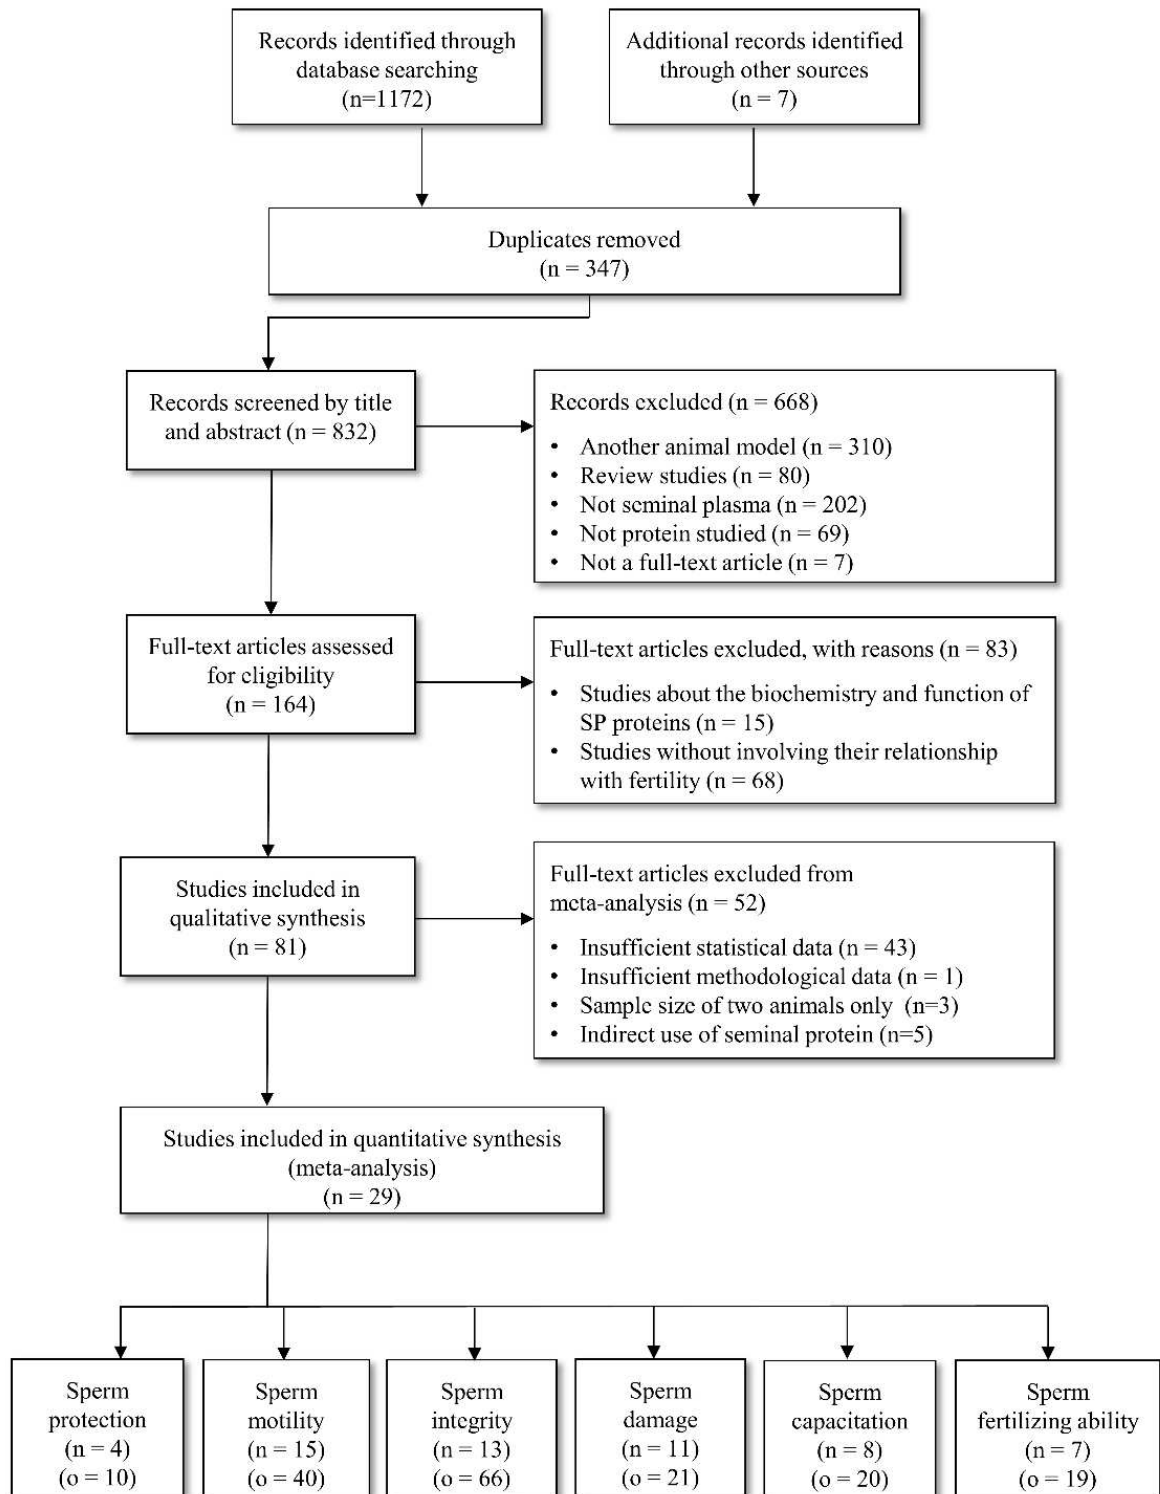 Records identified through
database searching
(n=1172)
Additional records identified
through other sources
(n = 7)
Duplicates removed
(n = 347)
Records screened by title
and abstract (n = 832)
Records excluded (n = 668)
• Another animal model (n = 310)
• Review studies (n = 80)
• Not seminal plasma (n = 202)
• Not protein studied (n = 69)
• Not a full-text article (n = 7)
Full-text articles assessed
for eligibility
(n = 164)
Full-text articles excluded, with reasons (n = 83)
• Studies about the biochemistry and function of
SP proteins (n = 15)
• Studies without involving their relationship
with fertility (n = 68)
Studies included in
qualitative synthesis
(n = 81)
Full-text articles excluded from
meta-analysis (n = 52)
• Insufficient statistical data (n = 43)
• Insufficient methodological data (n = 1)
• Sample size of two animals only (n=3)
• Indirect use of seminal protein (n=5)
Studies included in quantitative synthesis
(meta-analysis)
(n = 29)
Sperm
protection
(n = 4)
(o = 10)
Sperm
motility
(n = 15)
(o = 40)
Sperm
integrity
(n = 13)
(o = 66)
Sperm
damage
(n = 11)
(o = 21)
Sperm
capacitation
(n = 8)
(o = 20)
Sperm
fertilizing ability
(n = 7)
(o = 19)